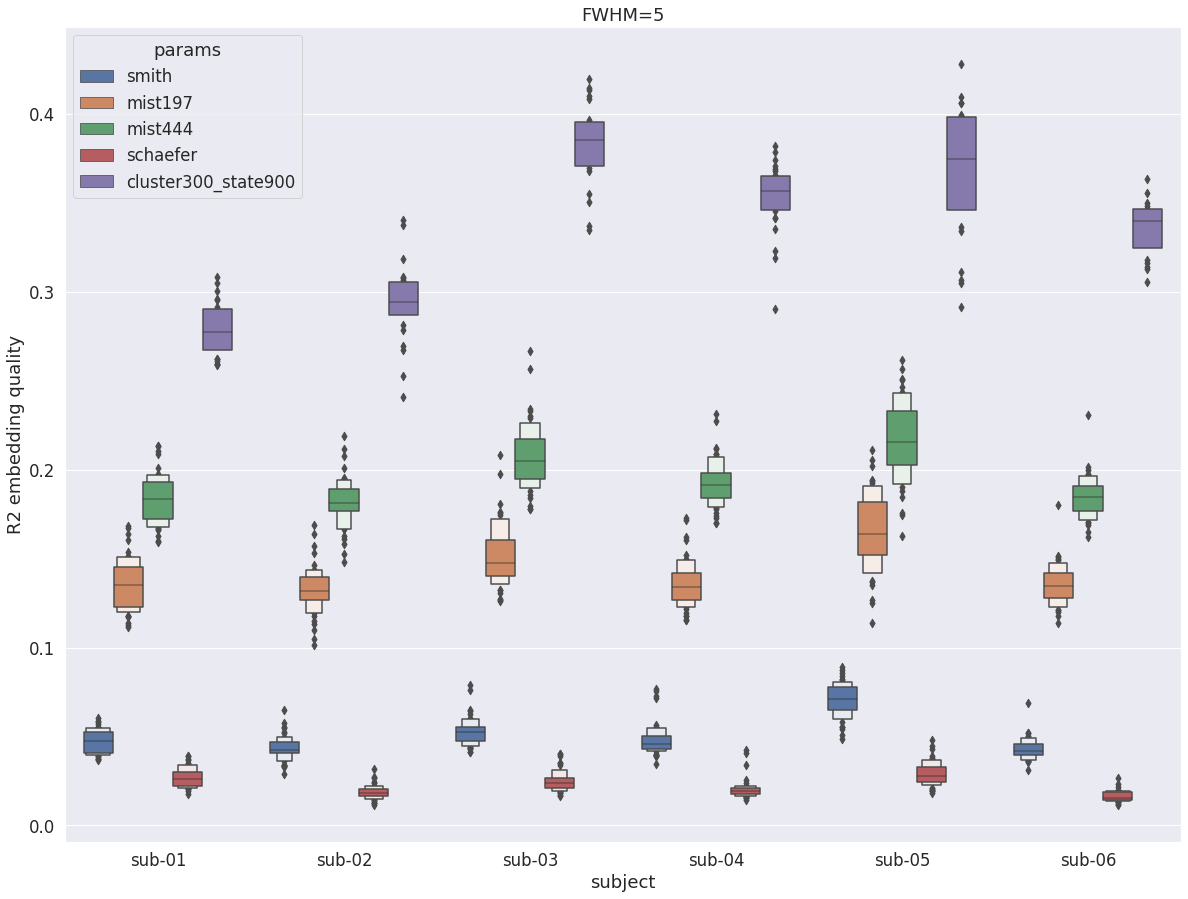 FWHM=5
params
smith
mist197
mist444
schaefer
cluster300_state900
R2 embedding quality
0.4
0.3
0.2
0.1
0.0
sub-01
sub-02
sub-03
sub-04
sub-05
sub-06
subject